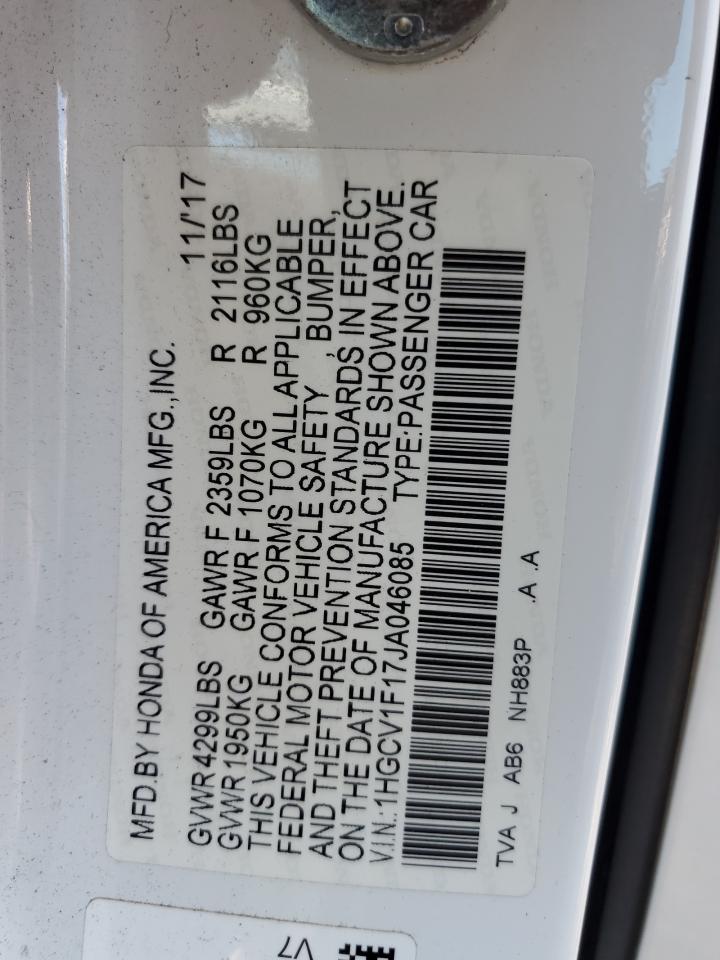 MFD.BY HONDA OF AMERICA MFG.,INC. 11/'17
GVWR 4299LBS GAWR F 2359LBS R 2116LBS
GVWR 1950KG GAWR F 1070KG R 960KG
THIS VEHICLE CONFORMS TO ALL APPLICABLE
FEDERAL MOTOR VEHICLE SAFETY , BUMPER,
AND THEFT PREVENTION STANDARDS IN EFFECT
ON THE DATE OF MANUFACTURE SHOWN ABOVE.
V.I.N.:1HGCV1F17JA046085 TYPE:PASSENGER CAR
TVA J AB6 NH883P .A .A
V7